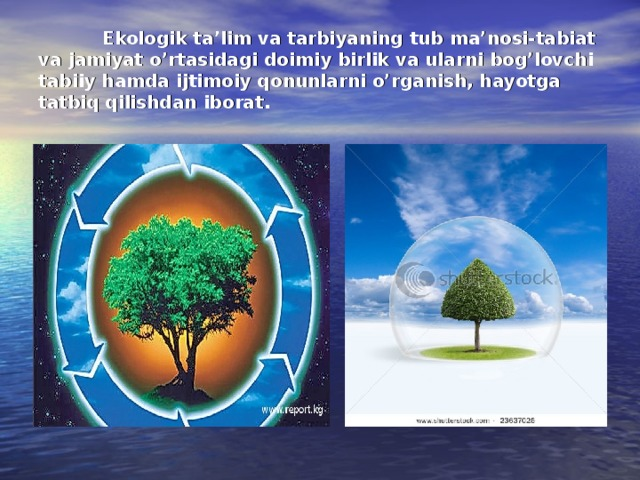 Ekologik ta’lim va tarbiyaning tub ma’nosi-tabiat
va jamiyat o’rtasidagi doimiy birlik va ularni bog’lovchi
tabiiy hamda ijtimoiy qonunlarni o’rganish, hayotga
tatbiq qilishdan iborat.
shutterstock
www.report.kg
www.shutterstock.com · 23637028